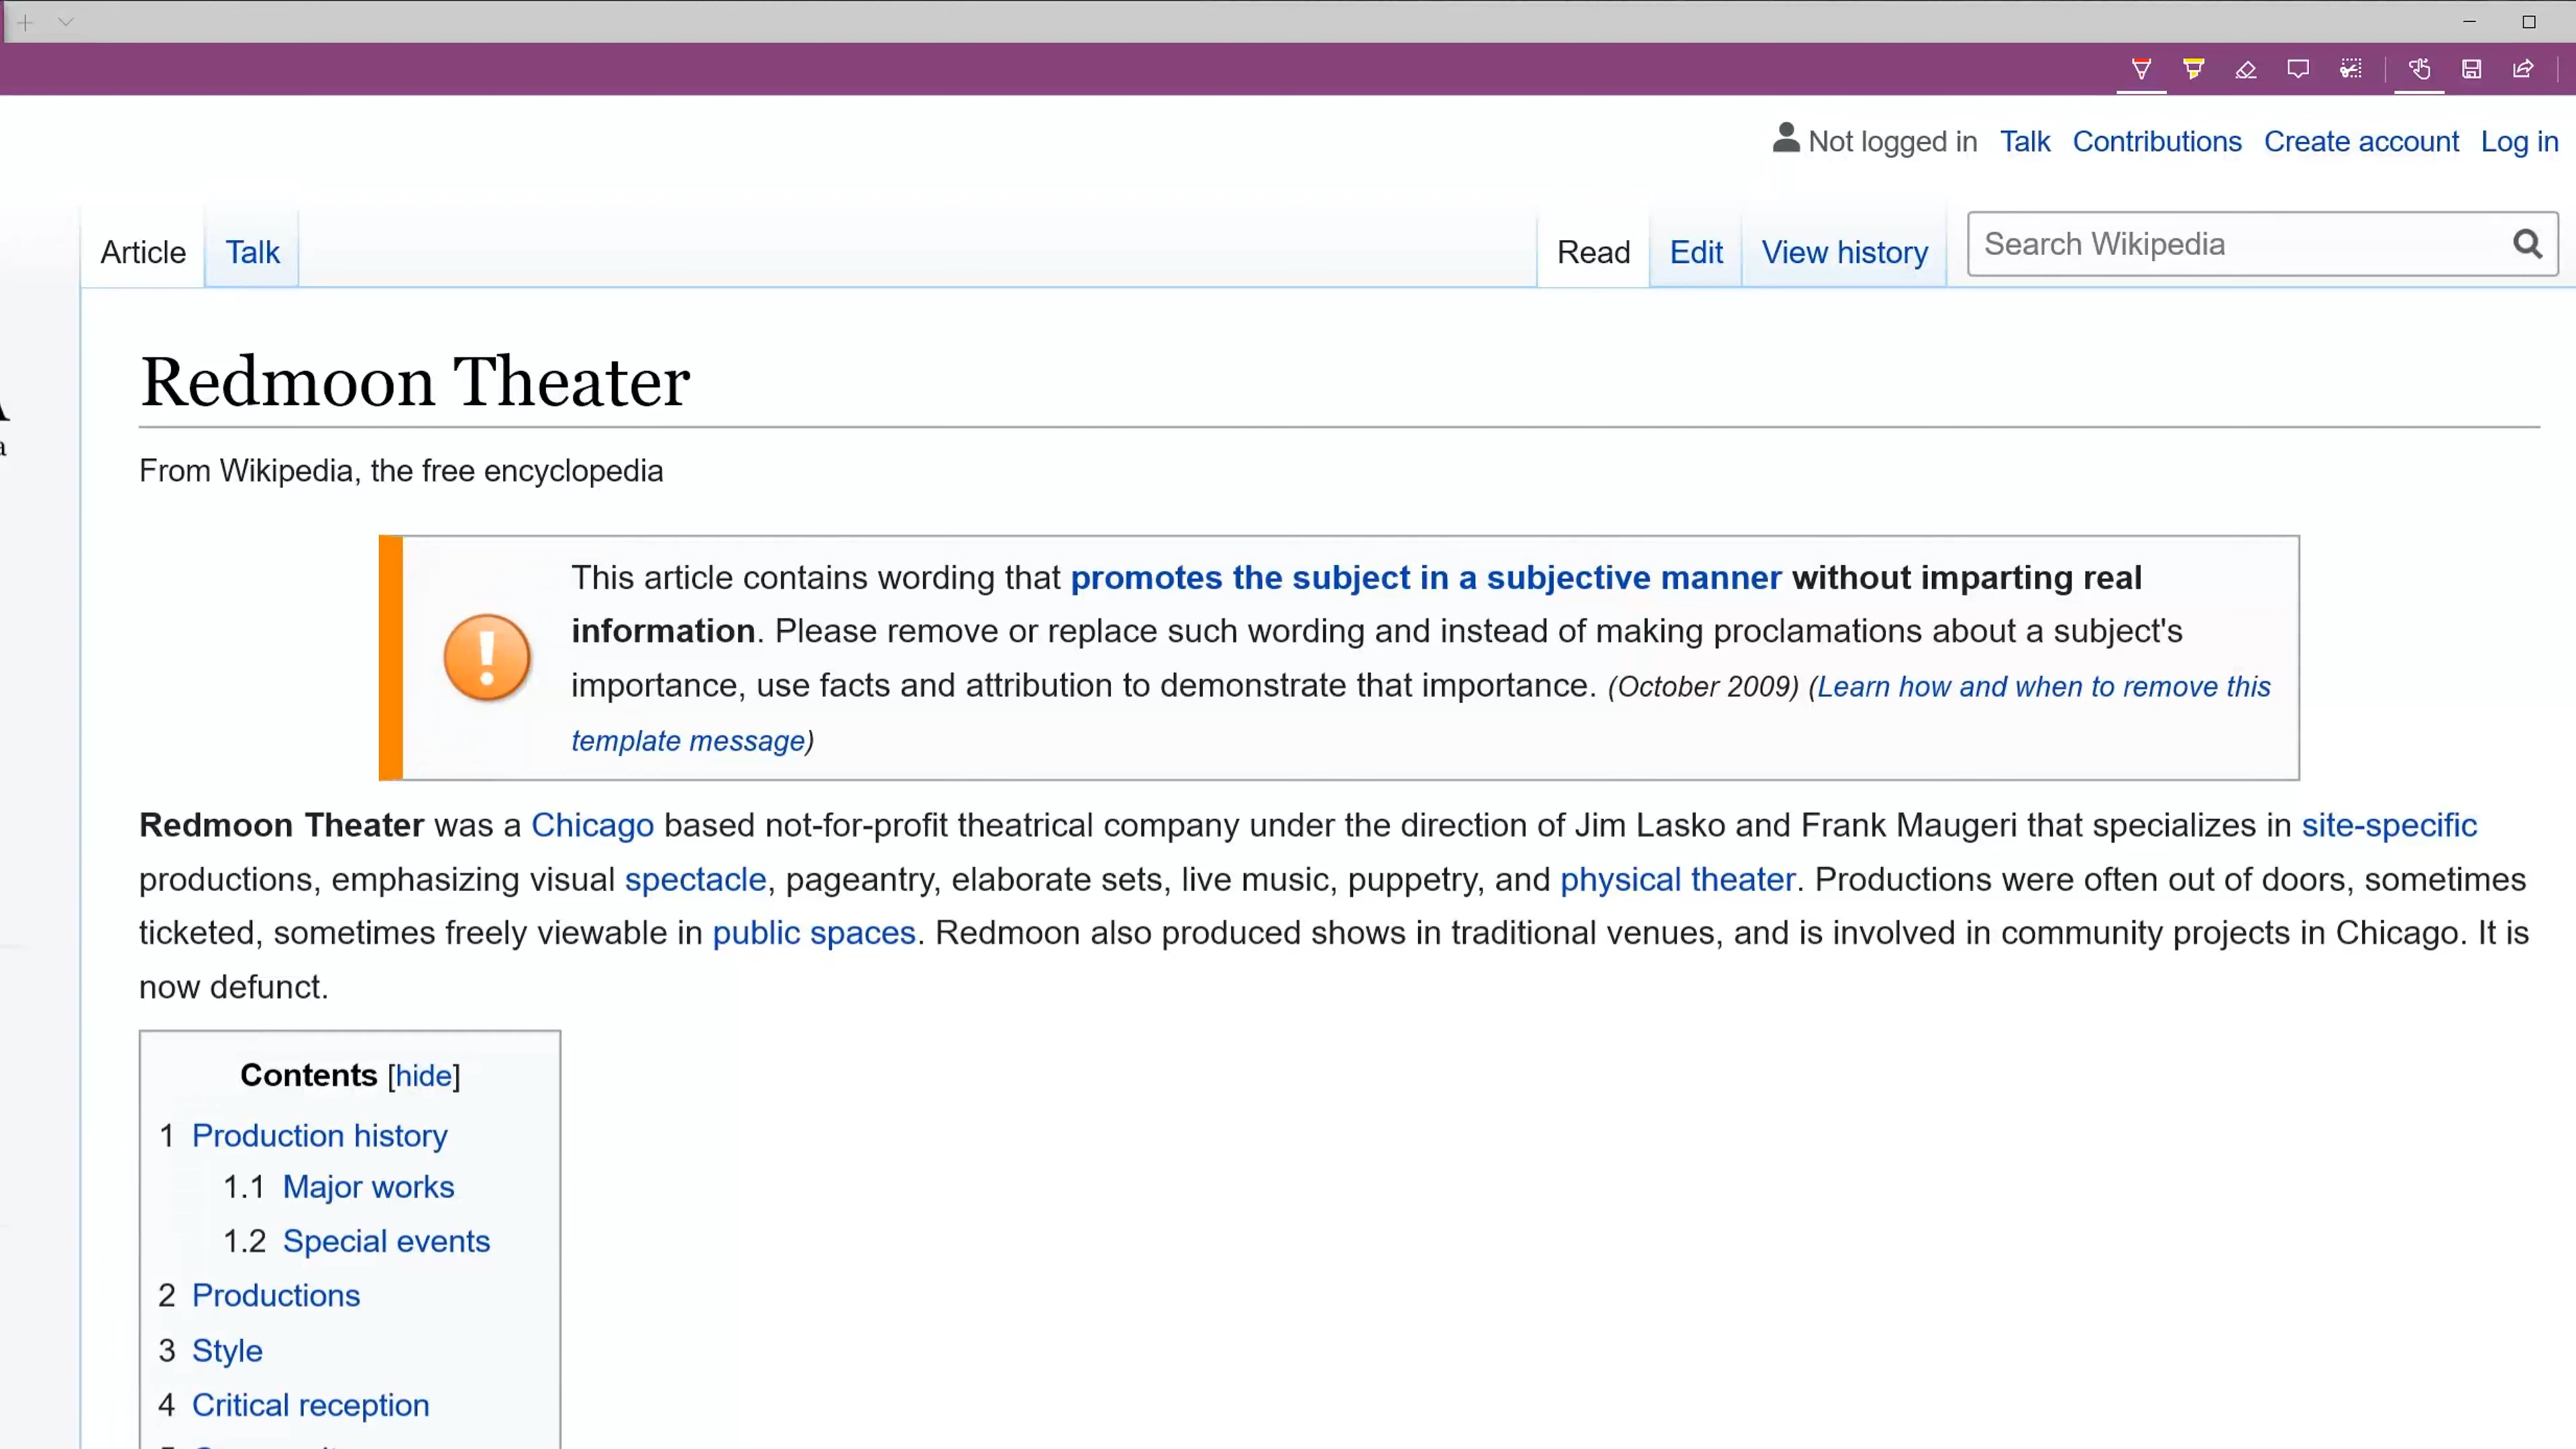 Not logged in Talk Contributions Create account Log in
Article Talk Read Edit View history Search Wikipedia
Redmoon Theater
From Wikipedia, the free encyclopedia
This article contains wording that promotes the subject in a subjective manner without imparting real
information. Please remove or replace such wording and instead of making proclamations about a subject's
importance, use facts and attribution to demonstrate that importance. (October 2009) (Learn how and when to remove this
template message)
Redmoon Theater was a Chicago based not-for-profit theatrical company under the direction of Jim Lasko and Frank Maugeri that specializes in site-specific
productions, emphasizing visual spectacle, pageantry, elaborate sets, live music, puppetry, and physical theater. Productions were often out of doors, sometimes
ticketed, sometimes freely viewable in public spaces. Redmoon also produced shows in traditional venues, and is involved in community projects in Chicago. It is
now defunct.
Contents [hide]
1 Production history
1.1 Major works
1.2 Special events
2 Productions
3 Style
4 Critical reception